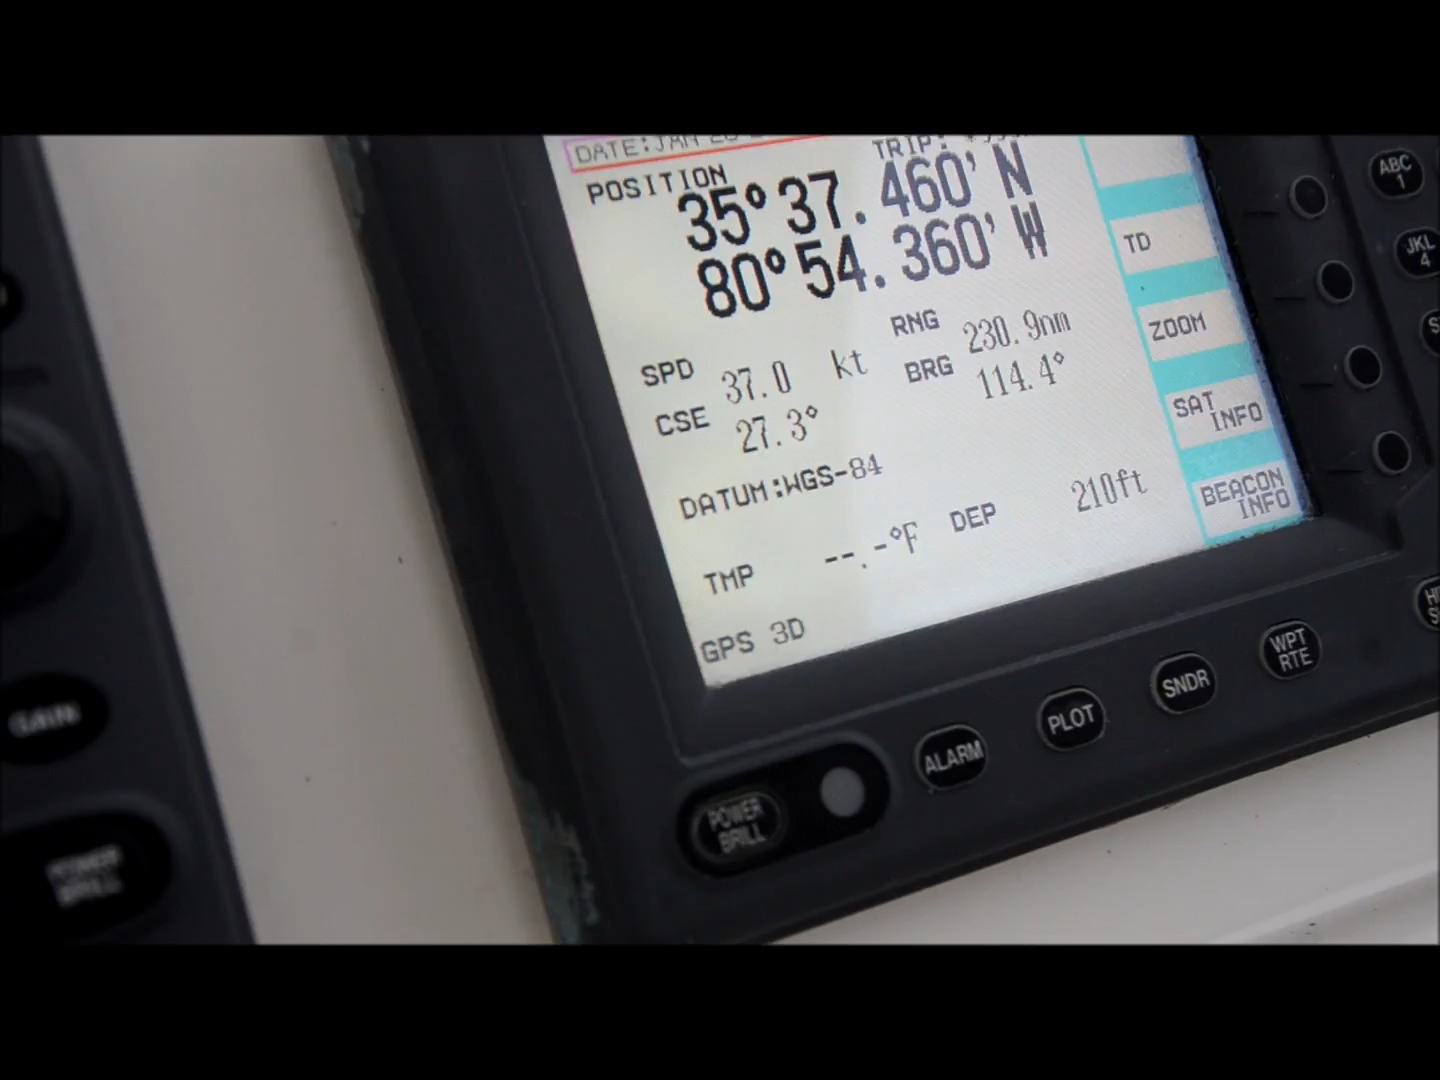 DATE:JAN
TRIP:
POSITION
35°37.460' N
80°54.360' W
SPD 37.0 kt
RNG 230.9nm
CSE 27.3°
BRG 114.4°
DATUM:WGS-84
TMP --.-°F
DEP 210ft
GPS 3D
TD
ZOOM
SAT INFO
BEACON INFO
ABC
1
JKL
4
GAIN
POWER
BRILL
ALARM
PLOT
SNDR
WPT
RTE